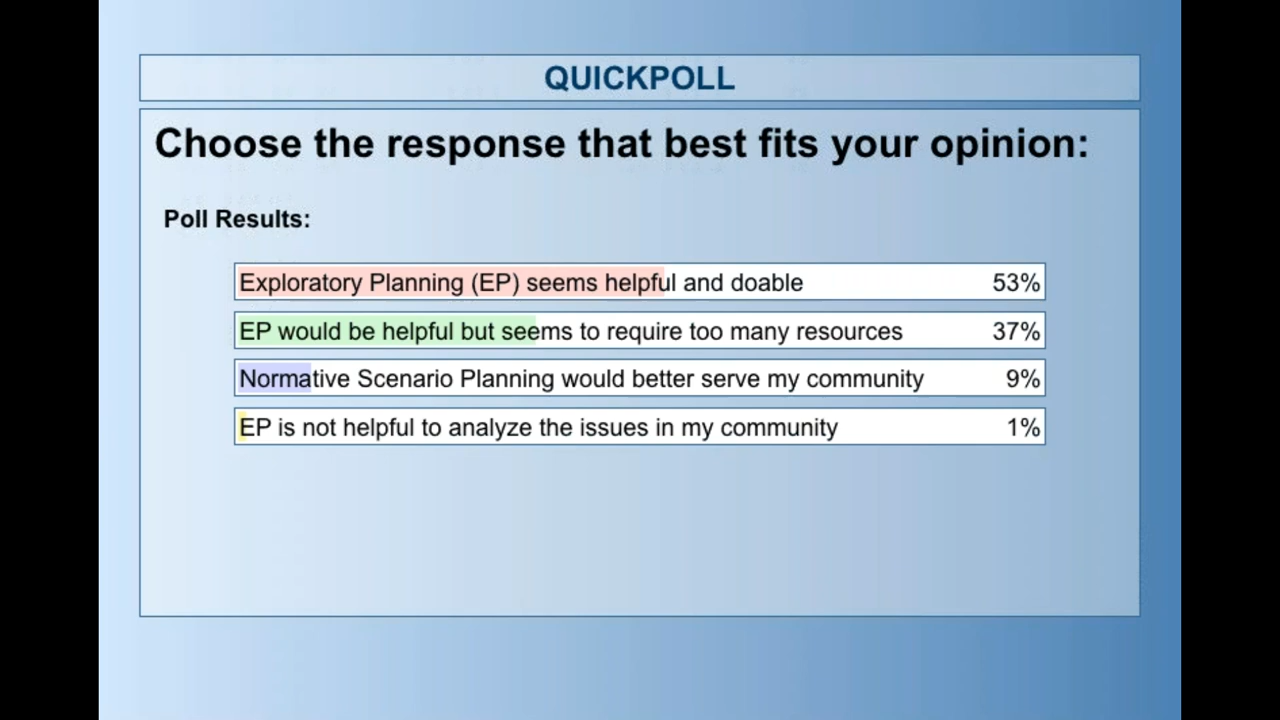 QUICKPOLL
Choose the response that best fits your opinion:
Poll Results:
Exploratory Planning (EP) seems helpful and doable 53%
EP would be helpful but seems to require too many resources 37%
Normative Scenario Planning would better serve my community 9%
EP is not helpful to analyze the issues in my community 1%